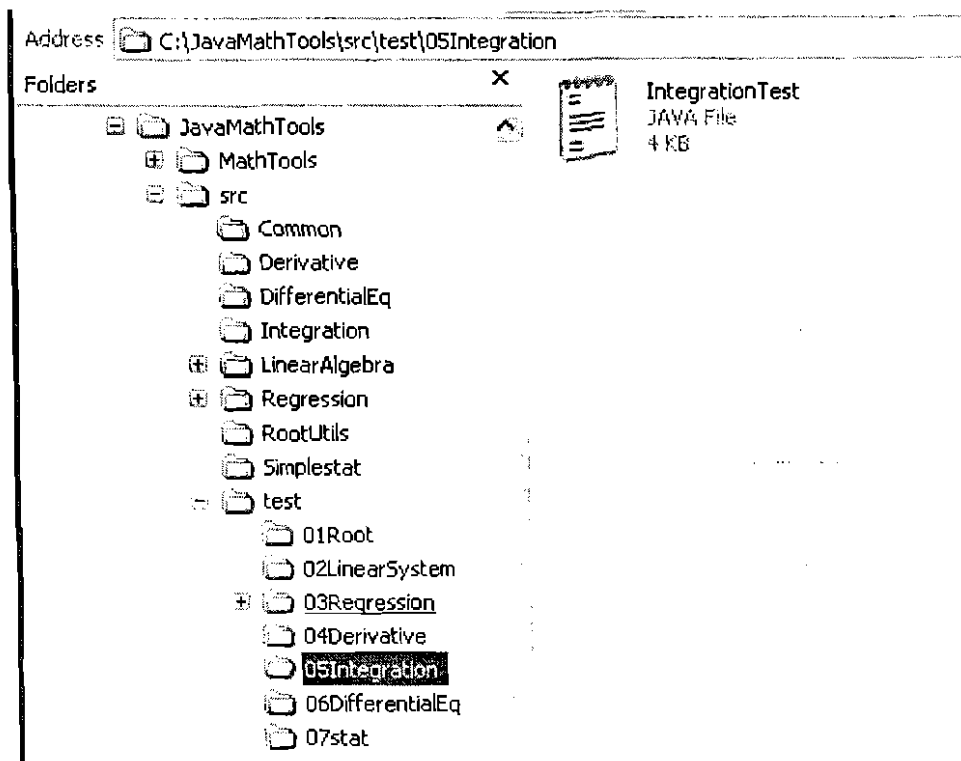 Address C:\JavaMathTools\src\test\05Integration
Folders
JavaMathTools
MathTools
src
Common
Derivative
DifferentialEq
Integration
LinearAlgebra
Regression
RootUtils
Simplestat
test
01Root
02LinearSystem
03Regression
04Derivative
05Integration
06DifferentialEq
07stat
IntegrationTest
JAVA File
4 KB